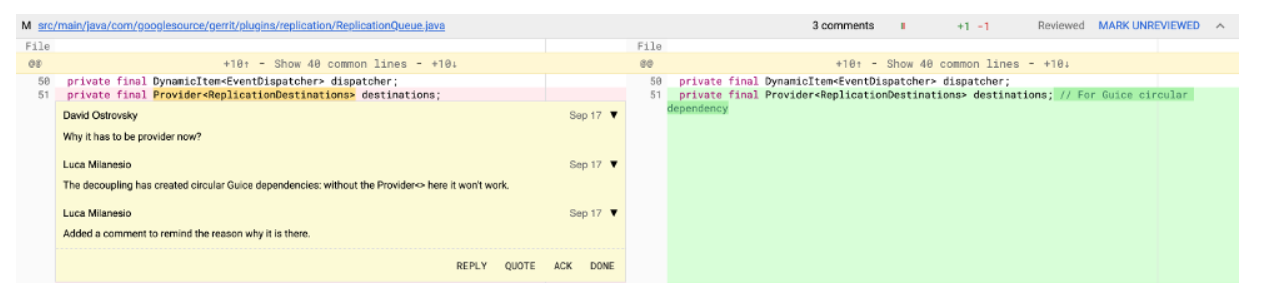 M src/main/java/com/googlesource/gerrit/plugins/replication/ReplicationQueue.java 3 comments +1 -1 Reviewed MARK UNREVIEWED
File File
@@ +10↑ - Show 40 common lines - +10↓ @@ +10↑ - Show 40 common lines - +10↓
50 private final DynamicItem<EventDispatcher> dispatcher; 50 private final DynamicItem<EventDispatcher> dispatcher;
51 private final Provider<ReplicationDestinations> destinations; 51 private final Provider<ReplicationDestinations> destinations; // For Guice circular
dependency
David Ostrovsky Sep 17 ▼
Why it has to be provider now?
Luca Milanesio Sep 17 ▼
The decoupling has created circular Guice dependencies: without the Provider<> here it won't work.
Luca Milanesio Sep 17 ▼
Added a comment to remind the reason why it is there.
REPLY QUOTE ACK DONE